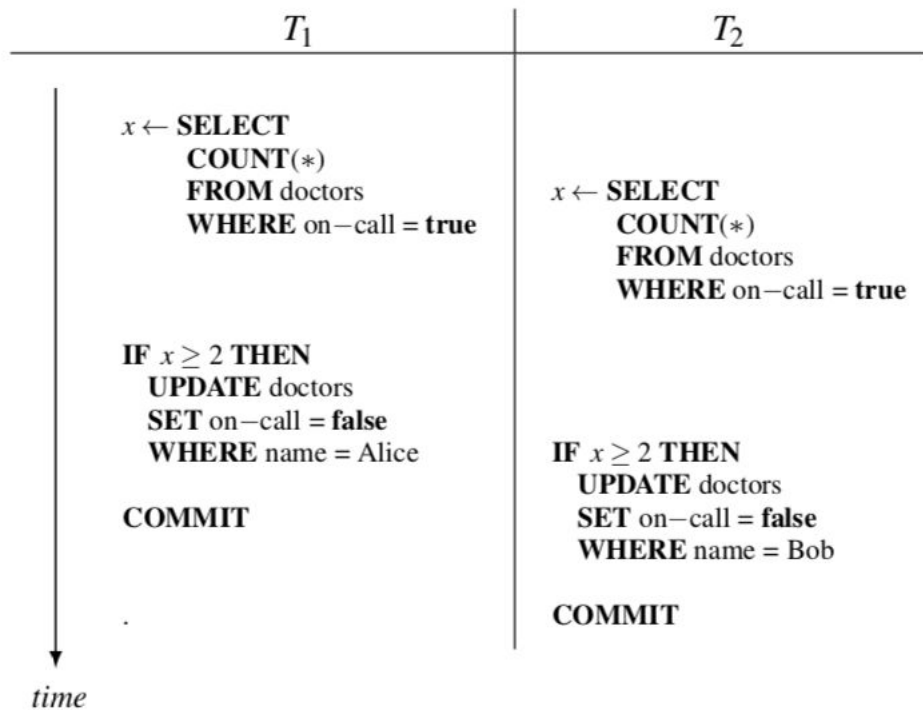 T₁
T₂
x ← SELECT
COUNT(∗)
FROM doctors
WHERE on−call = true
x ← SELECT
COUNT(∗)
FROM doctors
WHERE on−call = true
IF x ≥ 2 THEN
UPDATE doctors
SET on−call = false
WHERE name = Alice
COMMIT
.
IF x ≥ 2 THEN
UPDATE doctors
SET on−call = false
WHERE name = Bob
COMMIT
time